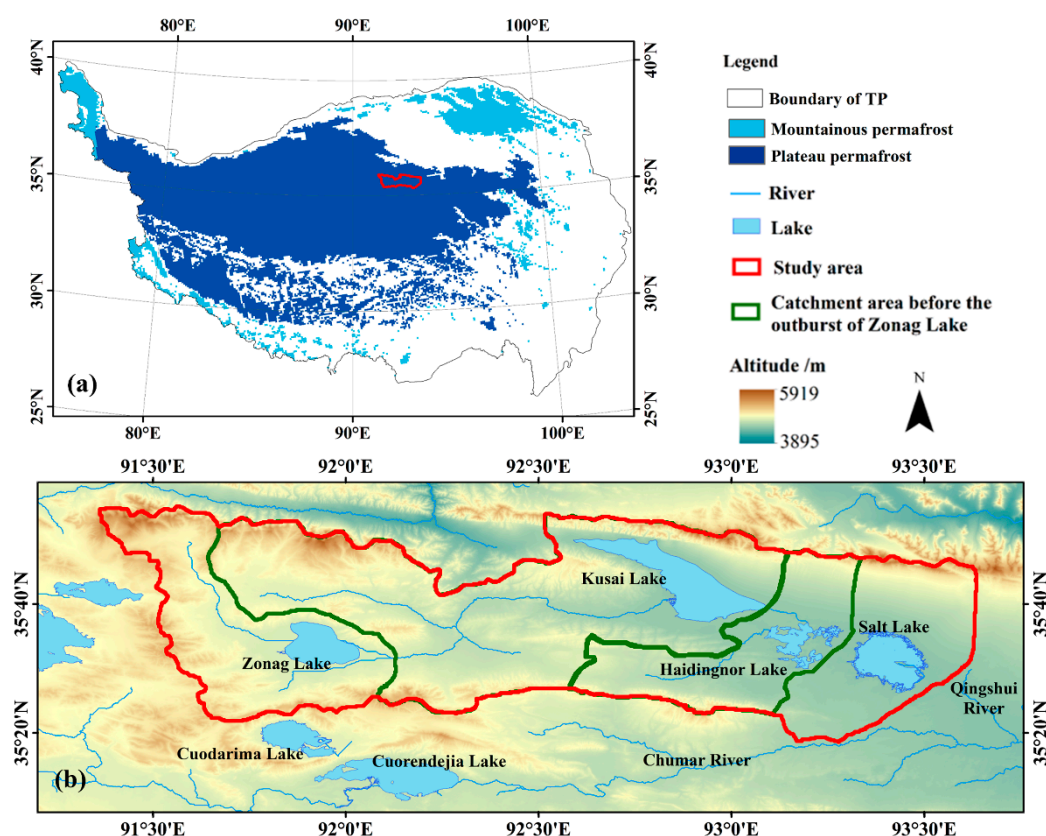 80°E 90°E 100°E
40°N
40°N
35°N
35°N
30°N
30°N
25°N
25°N
(a)
80°E 90°E 100°E
Legend
Boundary of TP
Mountainous permafrost
Plateau permafrost
River
Lake
Study area
Catchment area before the
outburst of Zonag Lake
Altitude /m
5919
3895
N
91°30'E 92°0'E 92°30'E 93°0'E 93°30'E
35°40'N
35°40'N
35°20'N
35°20'N
Kusai Lake
Salt Lake
Zonag Lake
Haidingnor Lake
Qingshui
River
Cuodarima Lake
Cuorendejia Lake
Chumar River
(b)
91°30'E 92°0'E 92°30'E 93°0'E 93°30'E